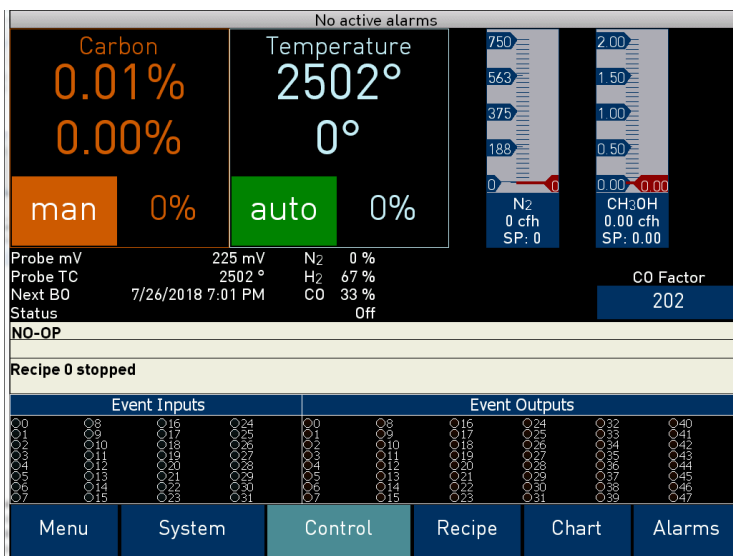 No active alarms
Carbon
0.01%
0.00%
man 0%
Temperature
2502°
0°
auto 0%
750
563
375
188
0
0
N2
0 cfh
SP: 0
2.00
1.50
1.00
0.50
0.00
0.00
CH3OH
0.00 cfh
SP: 0.00
Probe mV 225 mV N2 0 %
Probe TC 2502 ° H2 67 %
Next BO 7/26/2018 7:01 PM CO 33 %
Status Off
CO Factor
202
NO-OP
Recipe 0 stopped
Event Inputs Event Outputs
0 8 16 24 0 8 16 24 32 40
1 9 17 25 1 9 17 25 33 41
2 10 18 26 2 10 18 26 34 42
3 11 19 27 3 11 19 27 35 43
4 12 20 28 4 12 20 28 36 44
5 13 21 29 5 13 21 29 37 45
6 14 22 30 6 14 22 30 38 46
7 15 23 31 7 15 23 31 39 47
Menu System Control Recipe Chart Alarms